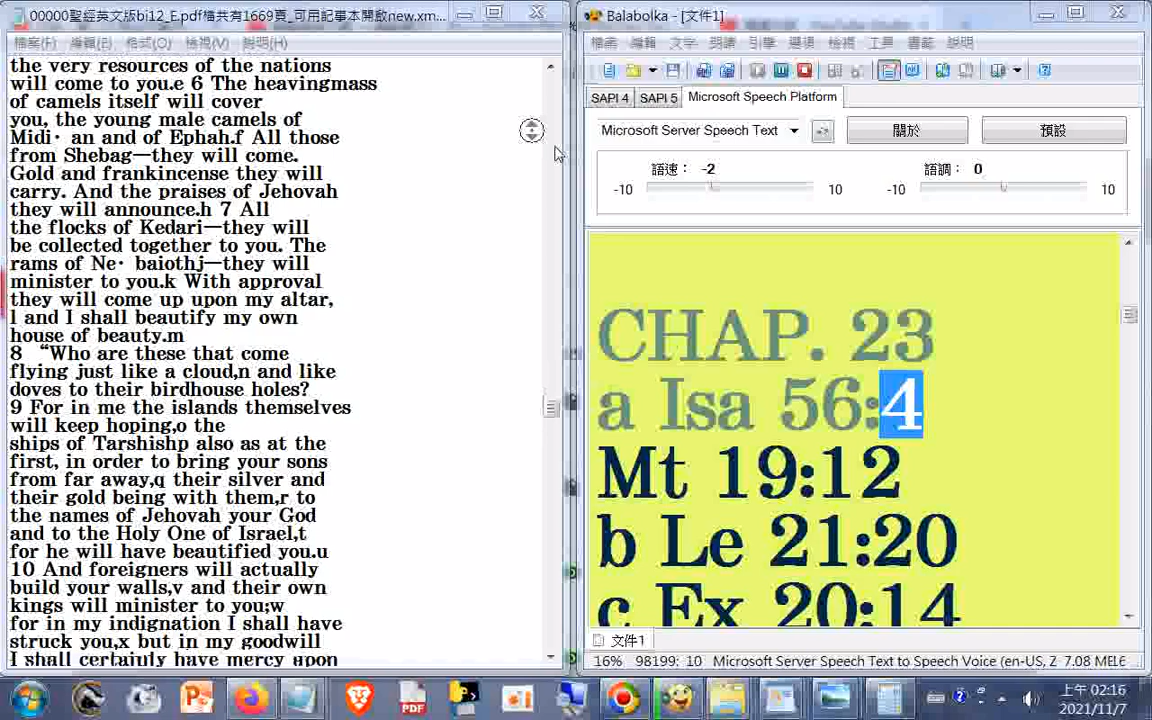 00000聖經英文版bi12_E.pdf檔共有1669頁_可用記事本開啟new.xm...
檔案(F) 編輯(E) 格式(O) 檢視(V) 說明(H)
the very resources of the nations
will come to you.e 6 The heavingmass
of camels itself will cover
you, the young male camels of
Midi· an and of Ephah.f All those
from Shebag—they will come.
Gold and frankincense they will
carry. And the praises of Jehovah
they will announce.h 7 All
the flocks of Kedari—they will
be collected together to you. The
rams of Ne· baiothj—they will
minister to you.k With approval
they will come up upon my altar,
l and I shall beautify my own
house of beauty.m
8 “Who are these that come
flying just like a cloud,n and like
doves to their birdhouse holes?
9 For in me the islands themselves
will keep hoping,o the
ships of Tarshishp also as at the
first, in order to bring your sons
from far away,q their silver and
their gold being with them,r to
the names of Jehovah your God
and to the Holy One of Israel,t
for he will have beautified you.u
10 And foreigners will actually
build your walls,v and their own
kings will minister to you;w
for in my indignation I shall have
struck you,x but in my goodwill
I shall certainly have mercy upon
Balabolka - [文件1]
檔案 編輯 文字 朗讀 引擎 選項 檢視 工具 書籤 說明
SAPI 4 SAPI 5 Microsoft Speech Platform
Microsoft Server Speech Text 關於 預設
語速： -2 語調： 0
-10 10 -10 10
CHAP. 23
a Isa 56:4
Mt 19:12
b Le 21:20
c Ex 20:14
文件1
16% 98199: 10 Microsoft Server Speech Text to Speech Voice (en-US, Z 7.08 МБ
上午 02:16
2021/11/7